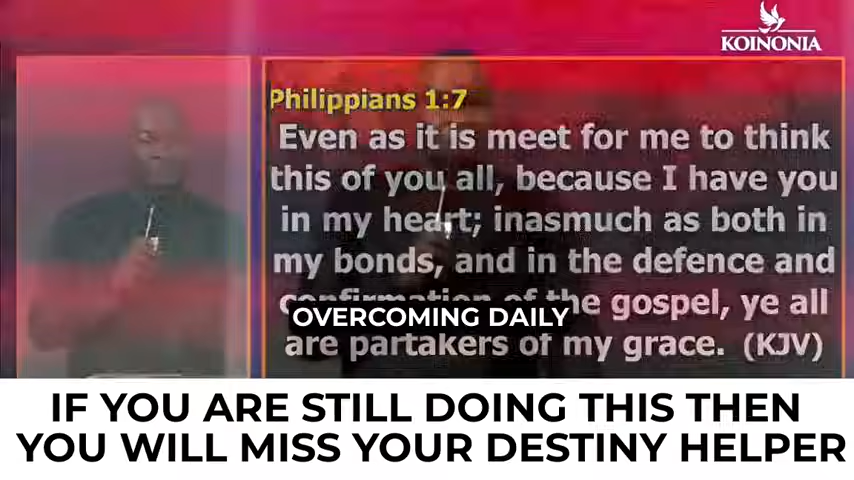 KOINONIA
Philippians 1:7
Even as it is meet for me to think
this of you all, because I have you
in my heart; inasmuch as both in
my bonds, and in the defence and
confirmation of the gospel, ye all
OVERCOMING DAILY
are partakers of my grace. (KJV)
IF YOU ARE STILL DOING THIS THEN
YOU WILL MISS YOUR DESTINY HELPER